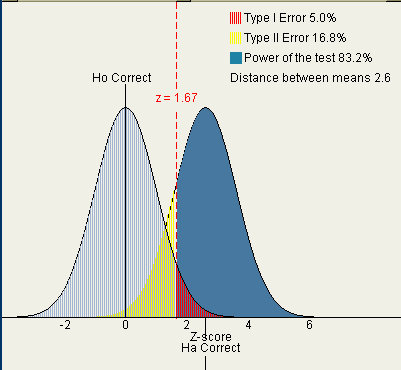 Type I Error 5.0%
Type II Error 16.8%
Power of the test 83.2%
Distance between means 2.6
Ho Correct
z = 1.67
-2 0 2 4 6
Z-score
Ha Correct